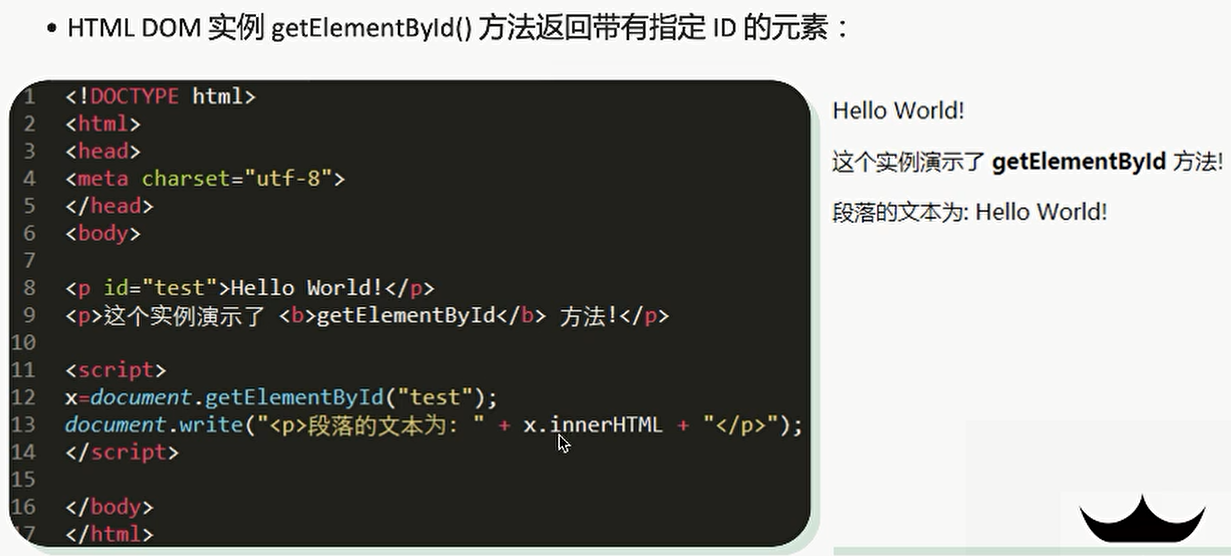 • HTML DOM 实例 getElementById() 方法返回带有指定 ID 的元素：
1 <!DOCTYPE html>
2 <html>
3 <head>
4 <meta charset="utf-8">
5 </head>
6 <body>
7
8 <p id="test">Hello World!</p>
9 <p>这个实例演示了 <b>getElementById</b> 方法!</p>
10
11 <script>
12 x=document.getElementById("test");
13 document.write("<p>段落的文本为: " + x.innerHTML + "</p>");
14 </script>
15
16 </body>
17 </html>
Hello World!
这个实例演示了 getElementById 方法!
段落的文本为: Hello World!